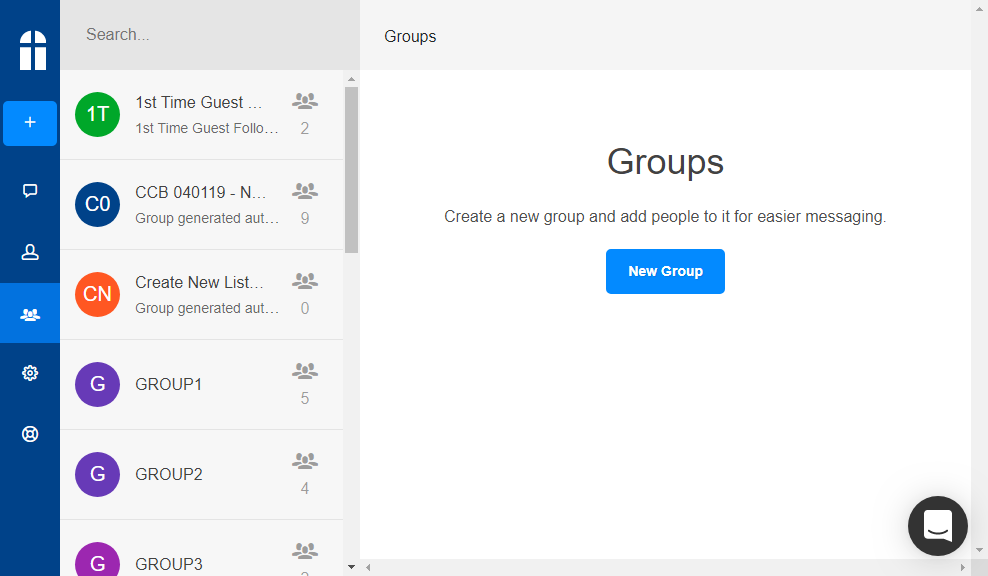 Search...
Groups
1T
1st Time Guest ...
1st Time Guest Follo...
2
C0
CCB 040119 - N...
Group generated aut...
9
CN
Create New List...
Group generated aut...
0
G
GROUP1
5
G
GROUP2
4
G
GROUP3
Groups
Create a new group and add people to it for easier messaging.
New Group